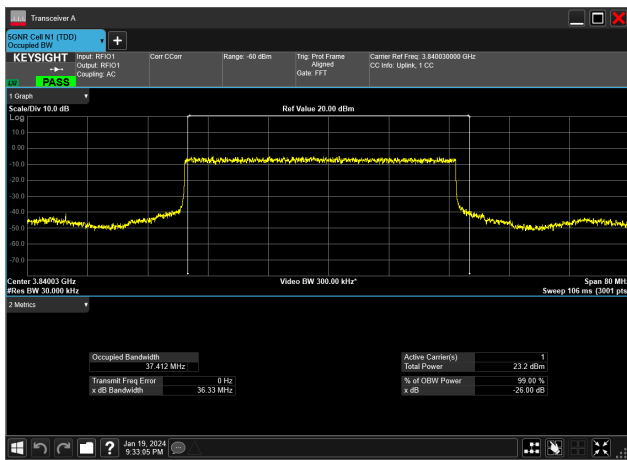 Transceiver A
5GNR Cell N1 (TDD)
Occupied BW
+
KEYSIGHT
LXI
PASS
Input: RFIO1
Output: RFIO1
Coupling: AC
Corr CCorr
Range: -60 dBm
Trig: Prot Frame
Aligned
Gate: FFT
Carrier Ref Freq: 3.840030000 GHz
CC Info: Uplink, 1 CC
1 Graph
Scale/Div 10.0 dB
Ref Value 20.00 dBm
Log
10.0
0.00
-10.0
-20.0
-30.0
-40.0
-50.0
-60.0
-70.0
Center 3.84003 GHz
Video BW 300.00 kHz*
Span 80 MHz
#Res BW 30.000 kHz
Sweep 106 ms (3001 pts
2 Metrics
Occupied Bandwidth
37.412 MHz
Transmit Freq Error 0 Hz
x dB Bandwidth 36.33 MHz
Active Carrier(s) 1
Total Power 23.2 dBm
% of OBW Power 99.00 %
x dB -26.00 dB
?
Jan 19, 2024
9:33:05 PM